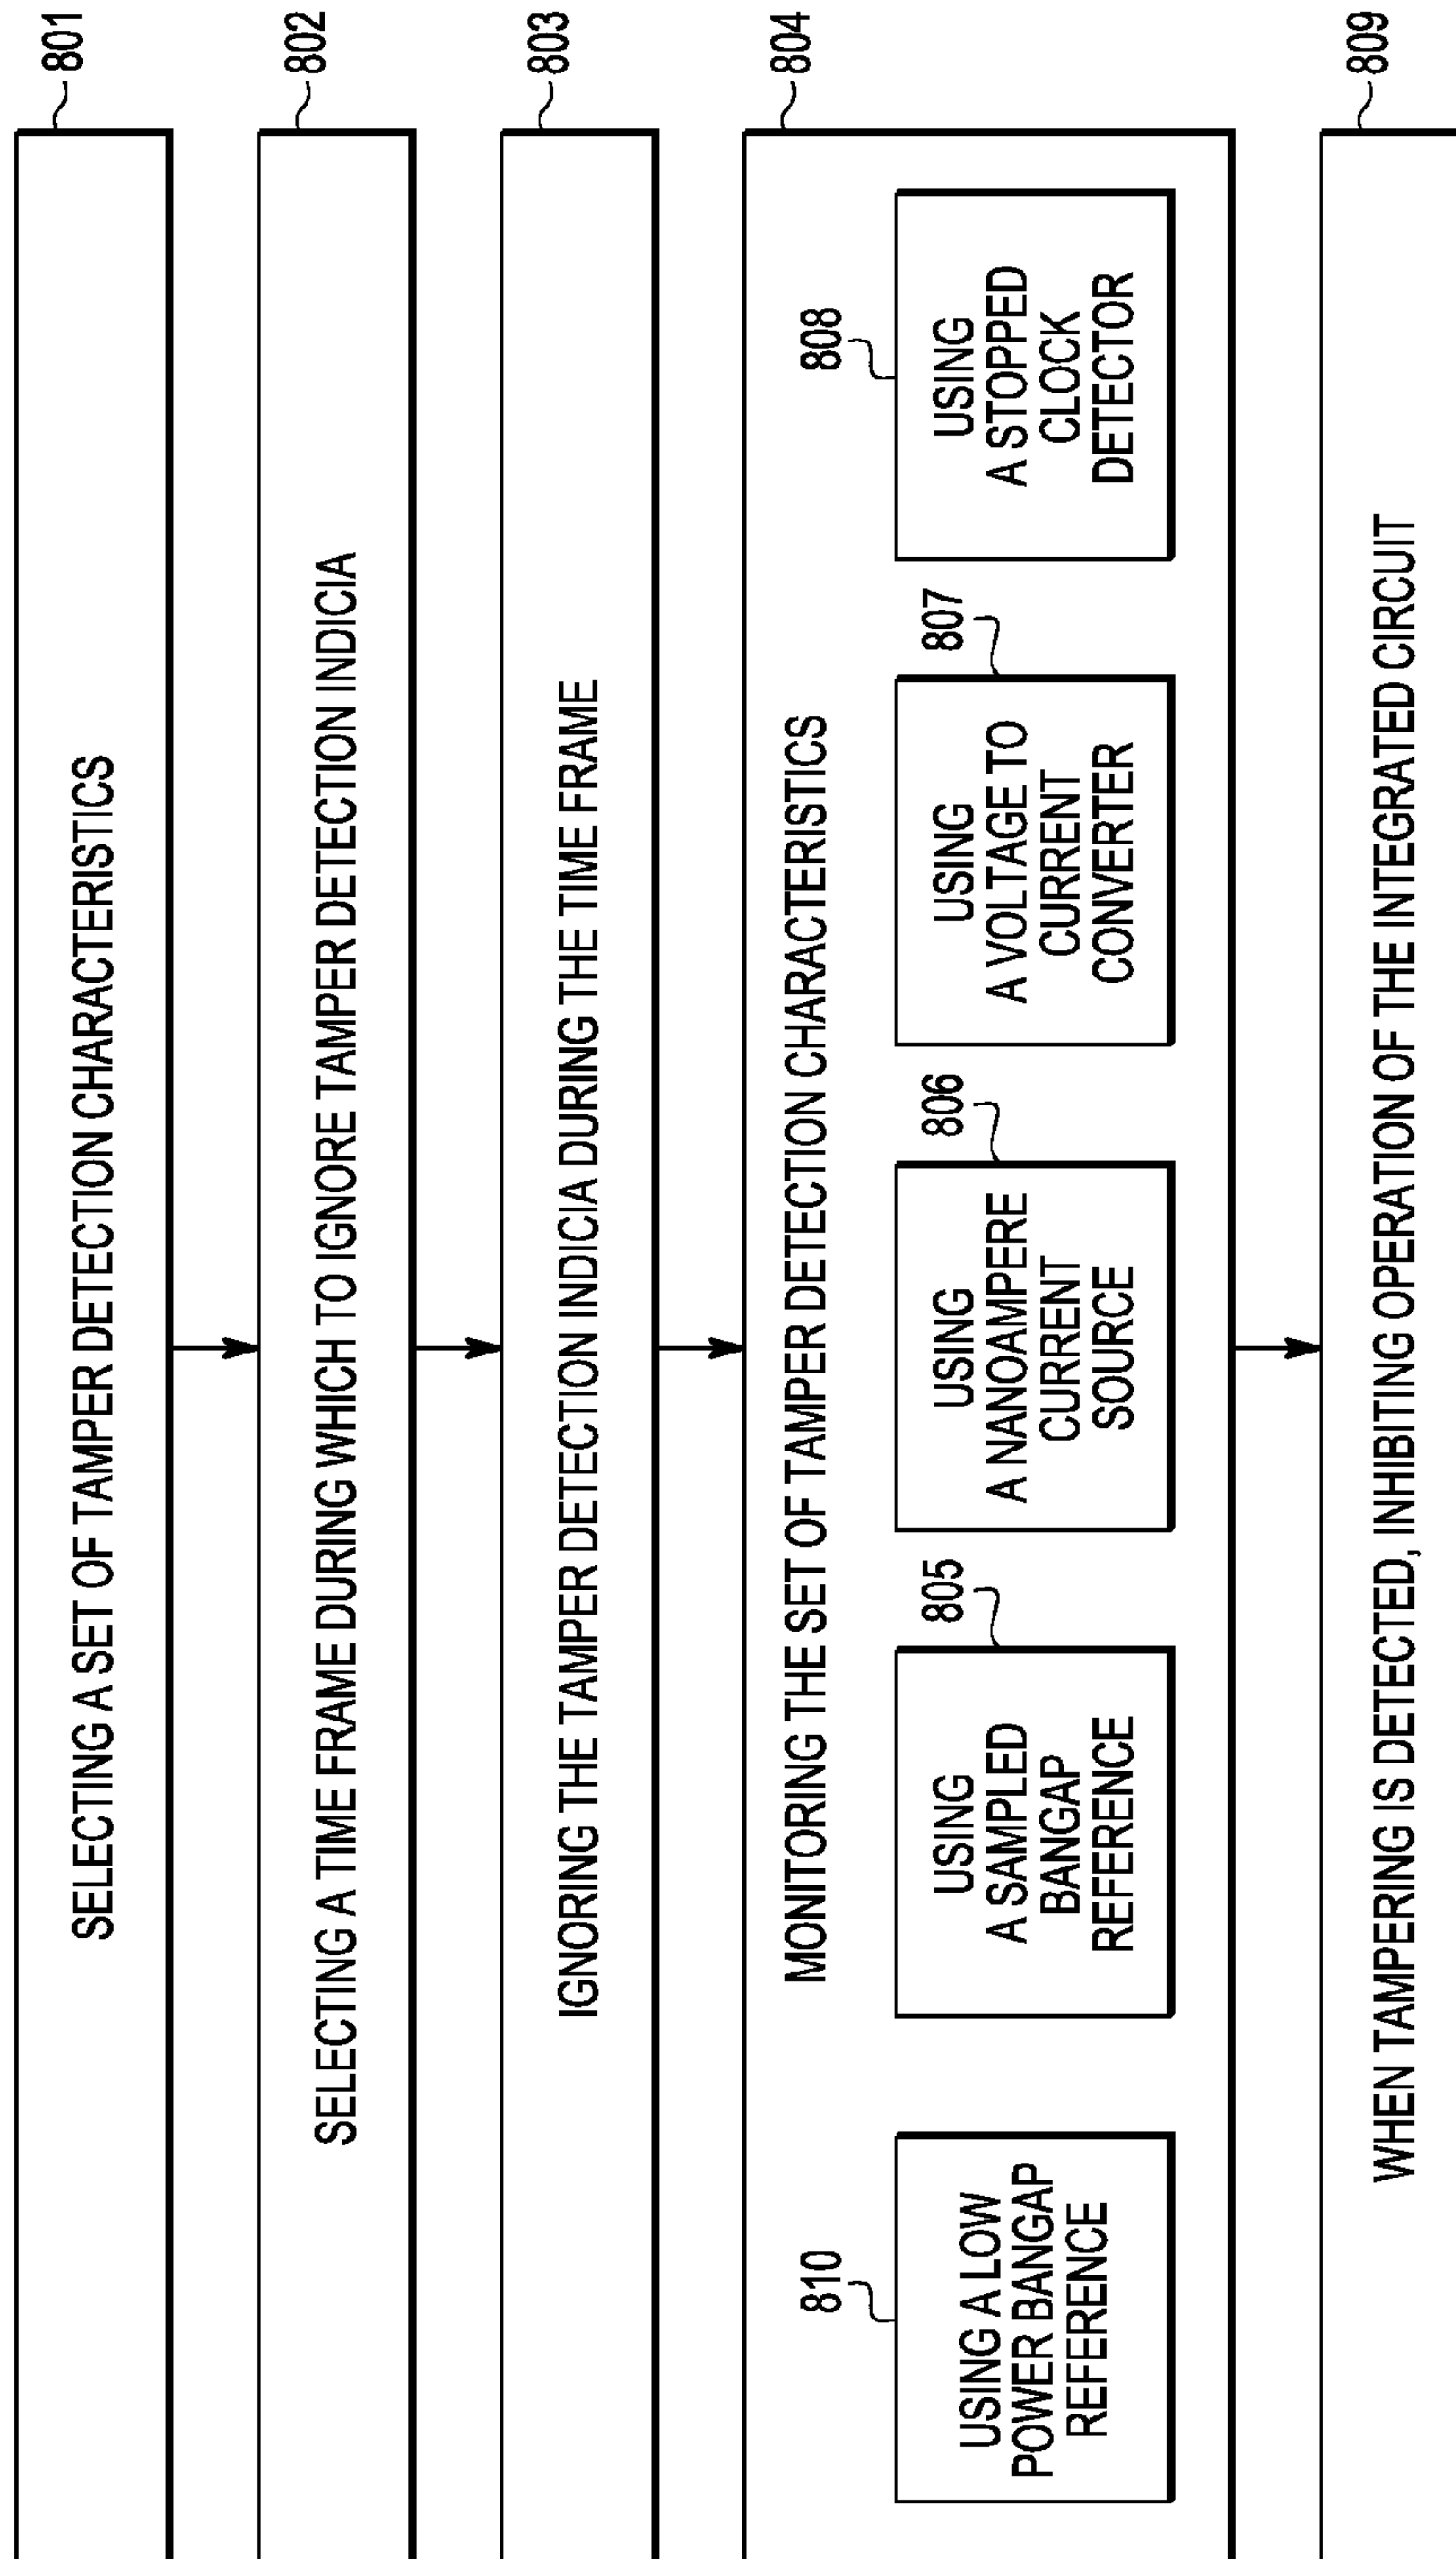 SELECTING A SET OF TAMPER DETECTION CHARACTERISTICS
801
SELECTING A TIME FRAME DURING WHICH TO IGNORE TAMPER DETECTION INDICIA
802
IGNORING THE TAMPER DETECTION INDICIA DURING THE TIME FRAME
803
MONITORING THE SET OF TAMPER DETECTION CHARACTERISTICS
804
810
USING A LOW
POWER BANGAP
REFERENCE
805
USING
A SAMPLED
BANGAP
REFERENCE
806
USING
A NANOAMPERE
CURRENT
SOURCE
807
USING
A VOLTAGE TO
CURRENT
CONVERTER
808
USING
A STOPPED
CLOCK
DETECTOR
WHEN TAMPERING IS DETECTED, INHIBITING OPERATION OF THE INTEGRATED CIRCUIT
809